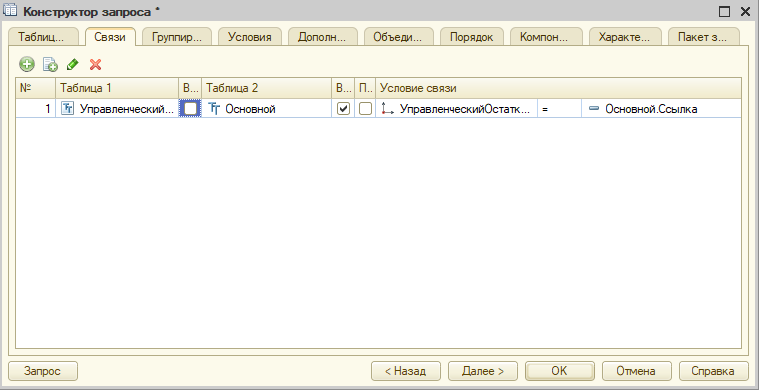 Конструктор запроса *
Таблиц... Связи Группир... Условия Дополн... Объеди... Порядок Компон... Характе... Пакет з...
№ Таблица 1 В... Таблица 2 В... П... Условие связи
1 Управленческий... Основной УправленческийОстатк... = Основной.Ссылка
Запрос < Назад Далее > OK Отмена Справка